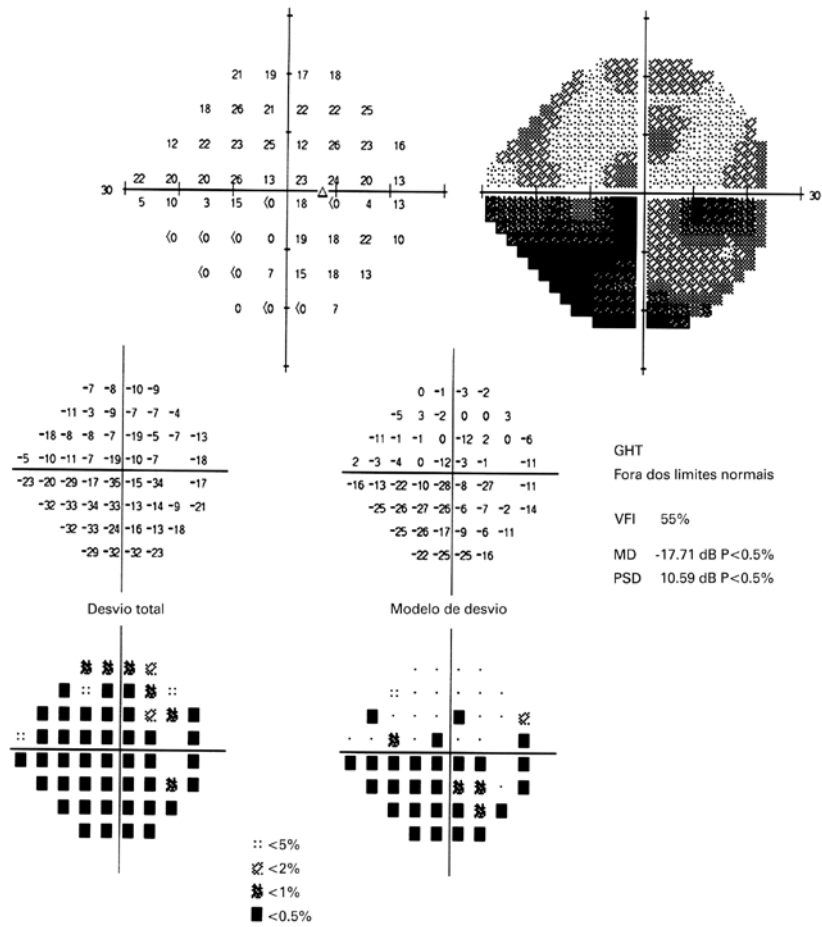 21 19 17 18
18 26 21 22 22 25
12 22 23 25 12 26 23 16
22 20 20 26 13 23 24 20 13
30
30
5 10 3 15 <0 18 <0 4 13
<0 <0 <0 0 19 18 22 10
<0 <0 7 15 18 13
0 <0 <0 7
-7 -8 -10 -9
-11 -3 -9 -7 -7 -4
-18 -8 -8 -7 -19 -5 -7 -13
-5 -10 -11 -7 -19 -10 -7 -18
-23 -20 -29 -17 -35 -15 -34 -17
-32 -33 -34 -33 -13 -14 -9 -21
-32 -33 -24 -16 -13 -18
-29 -32 -32 -23
Desvio total
0 -1 -3 -2
-5 3 -2 0 0 3
-11 -1 -1 0 -12 2 0 -6
2 -3 -4 0 -12 -3 -1 -11
-16 -13 -22 -10 -28 -8 -27 -11
-25 -26 -27 -26 -6 -7 -2 -14
-25 -26 -17 -9 -6 -11
-22 -25 -25 -16
Modelo de desvio
GHT
Fora dos limites normais
VFI 55%
MD -17.71 dB P<0.5%
PSD 10.59 dB P<0.5%
<5%
<2%
<1%
<0.5%